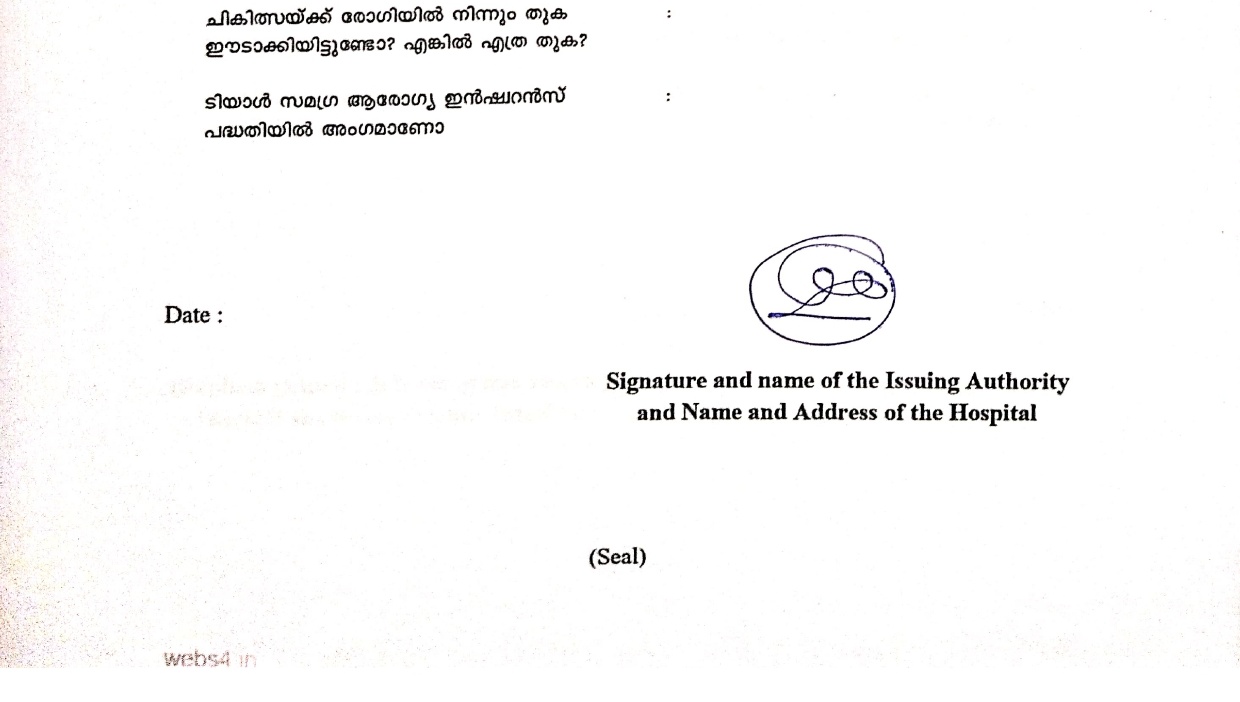 ചികിത്സയ്ക്ക് രോഗിയിൽ നിന്നും തുക :
ഈടാക്കിയിട്ടുണ്ടോ? എങ്കിൽ എത്ര തുക?
ടിയാൾ സമഗ്ര ആരോഗ്യ ഇൻഷ്വറൻസ് :
പദ്ധതിയിൽ അംഗമാണോ
Date :
Signature and name of the Issuing Authority
and Name and Address of the Hospital
(Seal)
webs4 in